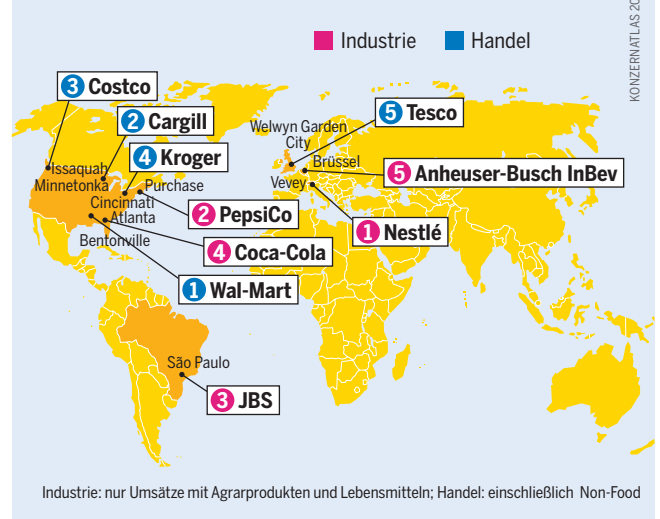 Industrie
Handel
KONZERNATLAS
3 Costco
2 Cargill
4 Kroger
5 Tesco
Welwyn Garden
City
Brüssel
5 Anheuser-Busch InBev
Vevey
1 Nestlé
Issaquah
Minnetonka
Purchase
Cincinnati
Atlanta
Bentonville
2 PepsiCo
4 Coca-Cola
1 Wal-Mart
São Paulo
3 JBS
Industrie: nur Umsätze mit Agrarprodukten und Lebensmitteln; Handel: einschließlich Non-Food